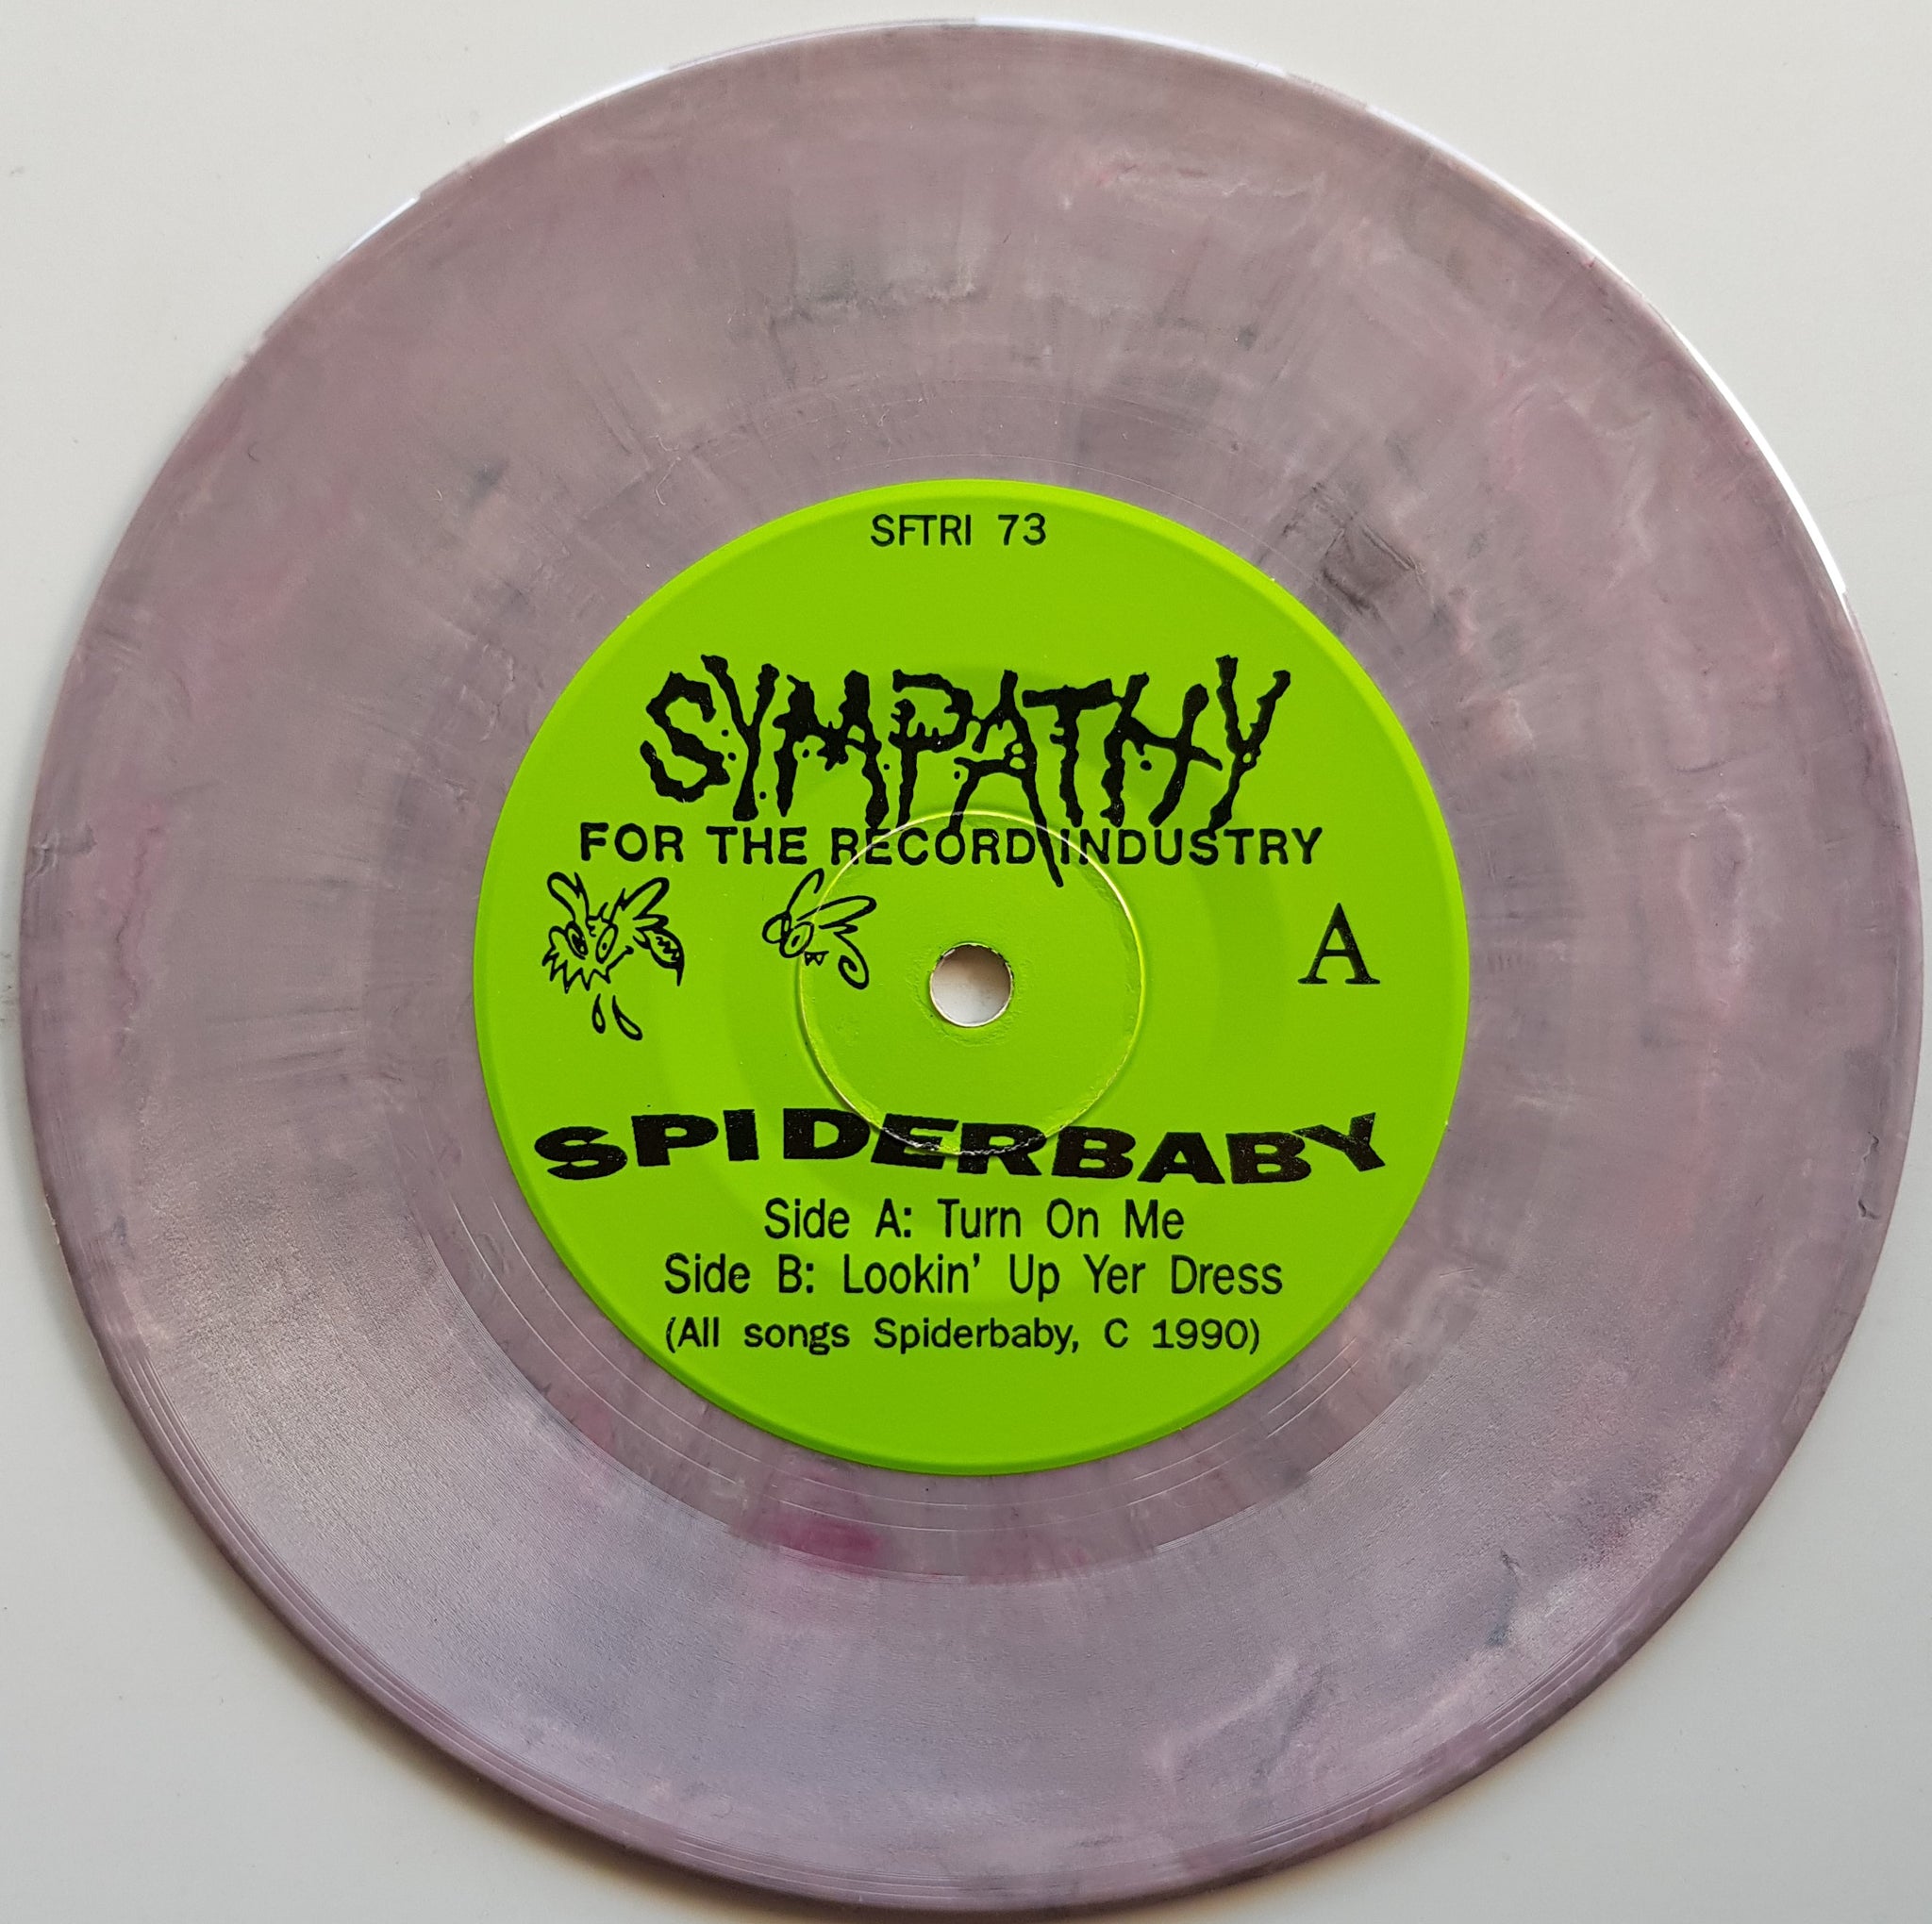 SFTRI 73
SYMPATHY
FOR THE RECORD INDUSTRY
A
SPIDERBABY
Side A: Turn On Me
Side B: Lookin' Up Yer Dress
(All songs Spiderbaby, C 1990)